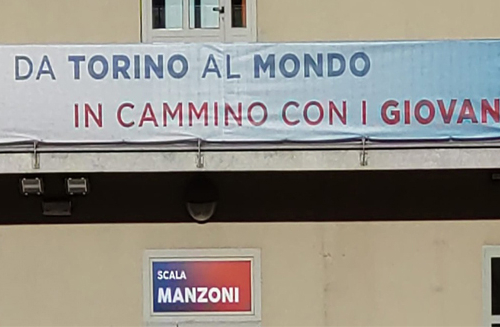 DA TORINO AL MONDO
IN CAMMINO CON I GIOVAN
SCALA
MANZONI